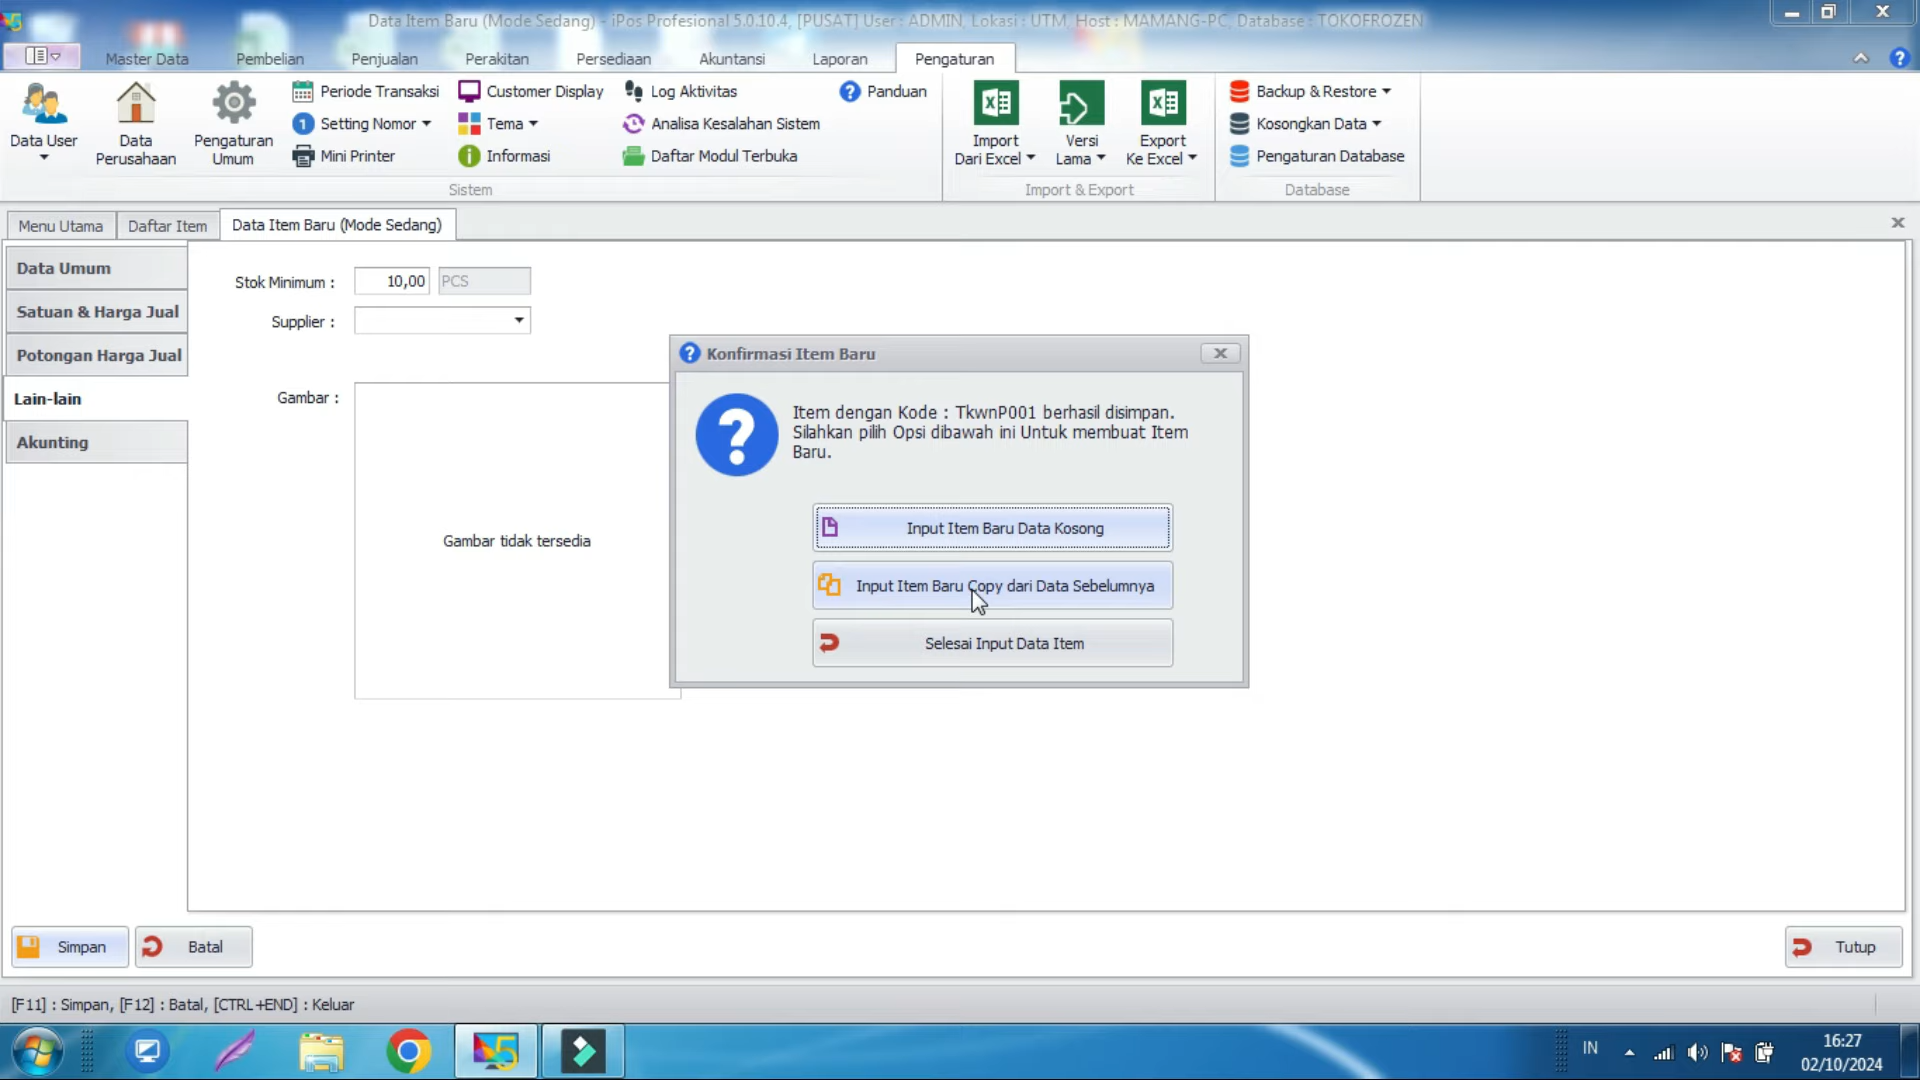 Data Item Baru (Mode Sedang) - iPos Profesional 5.0.10.4, [PUSAT] User : ADMIN, Lokasi : UTM, Host : MAMANG-PC, Database : TOKOFROZEN
Master Data Pembelian Penjualan Perakitan Persediaan Akuntansi Laporan Pengaturan
Data User
Data Perusahaan
Pengaturan Umum
Periode Transaksi
Setting Nomor
Mini Printer
Customer Display
Tema
Informasi
Log Aktivitas
Analisa Kesalahan Sistem
Daftar Modul Terbuka
Panduan
Sistem
Import Dari Excel
Versi Lama
Export Ke Excel
Import & Export
Backup & Restore
Kosongkan Data
Pengaturan Database
Database
Menu Utama Daftar Item Data Item Baru (Mode Sedang)
Data Umum
Satuan & Harga Jual
Potongan Harga Jual
Lain-lain
Akunting
Stok Minimum : 10,00 PCS
Supplier :
Gambar :
Gambar tidak tersedia
Konfirmasi Item Baru
Item dengan Kode : TkwnP001 berhasil disimpan.
Silahkan pilih Opsi dibawah ini Untuk membuat Item
Baru.
Input Item Baru Data Kosong
Input Item Baru Copy dari Data Sebelumnya
Selesai Input Data Item
Simpan Batal Tutup
[F11] : Simpan, [F12] : Batal, [CTRL+END] : Keluar
IN
16:27
02/10/2024